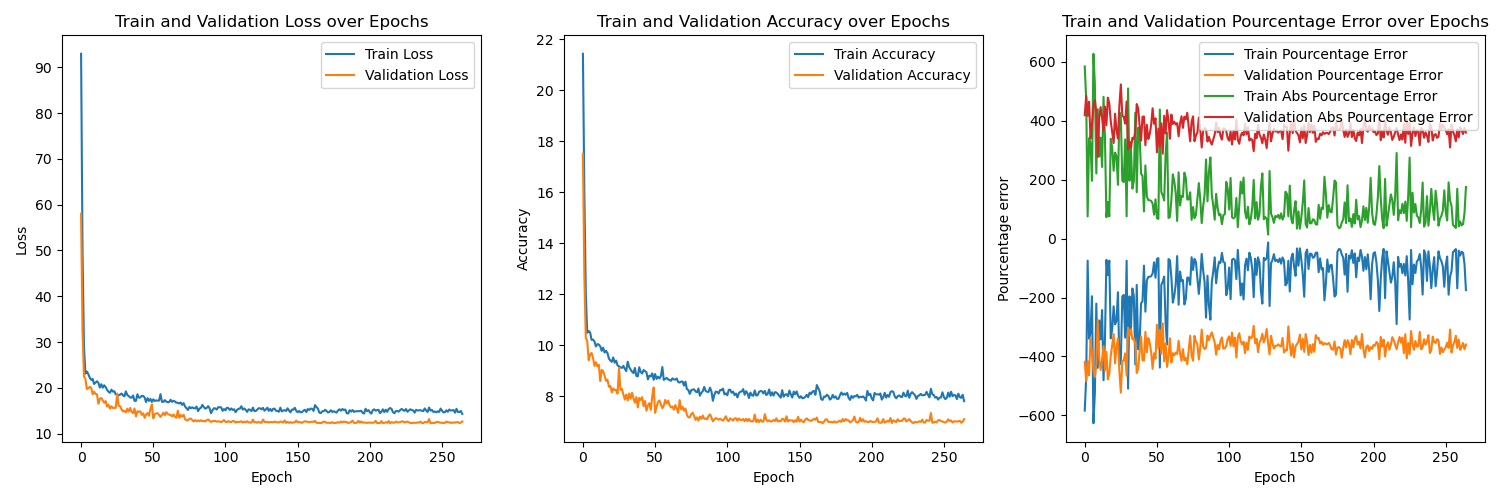 Train and Validation Loss over Epochs
Train Loss
Validation Loss
90
80
70
60
50
40
30
20
10
Loss
0
50
100
150
200
250
Epoch
Train and Validation Accuracy over Epochs
Train Accuracy
Validation Accuracy
22
20
18
16
14
12
10
8
Accuracy
0
50
100
150
200
250
Epoch
Train and Validation Pourcentage Error over Epochs
Train Pourcentage Error
Validation Pourcentage Error
Train Abs Pourcentage Error
Validation Abs Pourcentage Error
600
400
200
0
−200
−400
−600
Pourcentage error
0
50
100
150
200
250
Epoch